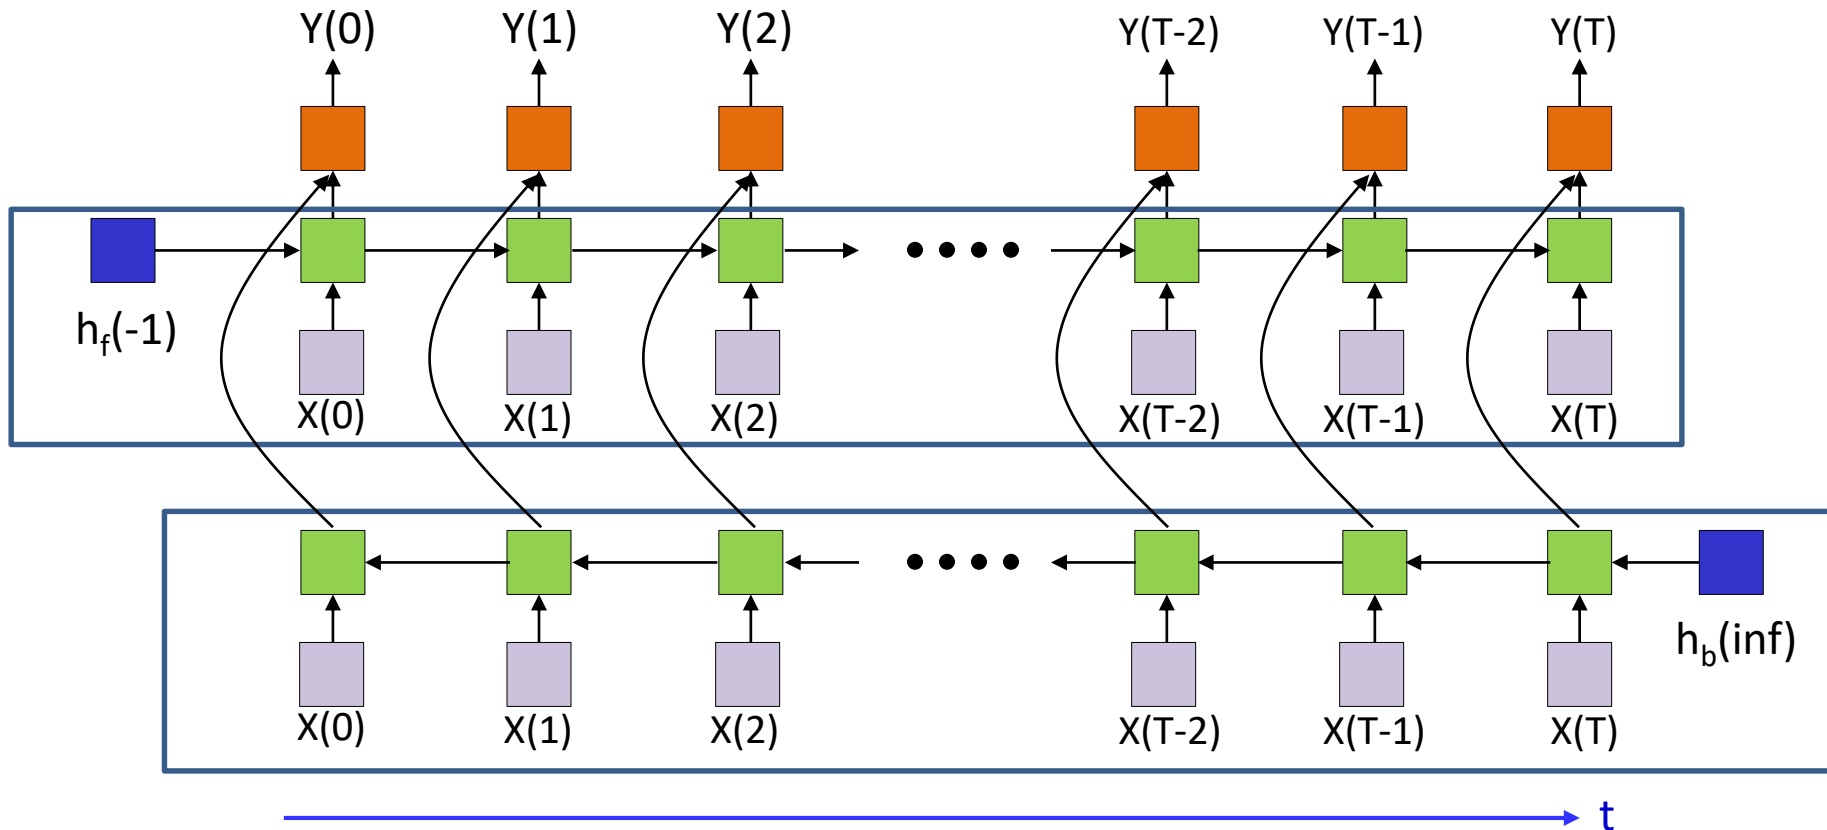 Y(0) Y(1) Y(2) Y(T-2) Y(T-1) Y(T)
h_f(-1)
X(0) X(1) X(2) X(T-2) X(T-1) X(T)
h_b(inf)
X(0) X(1) X(2) X(T-2) X(T-1) X(T)
t